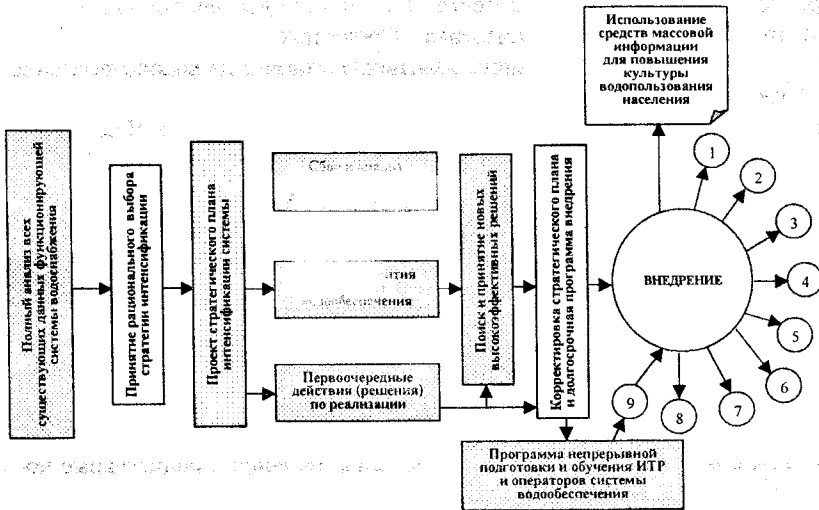 Использование
средств массовой
информации
для повышения
культуры
водопользования
населения
Полный анализ всех
существующих данных функционирующей
системы водоснабжения
Принятие рационального выбора
стратегии интенсификации
Проект стратегического плана
интенсификации системы
Первоочередные
действия (решения)
по реализации
Поиск и принятие новых
высокоэффективных решений
Корректировка стратегического плана
и долгосрочная программа внедрения
ВНЕДРЕНИЕ
1
2
3
4
5
6
7
8
9
Программа непрерывной
подготовки и обучения ИТР
и операторов системы
водообеспечения